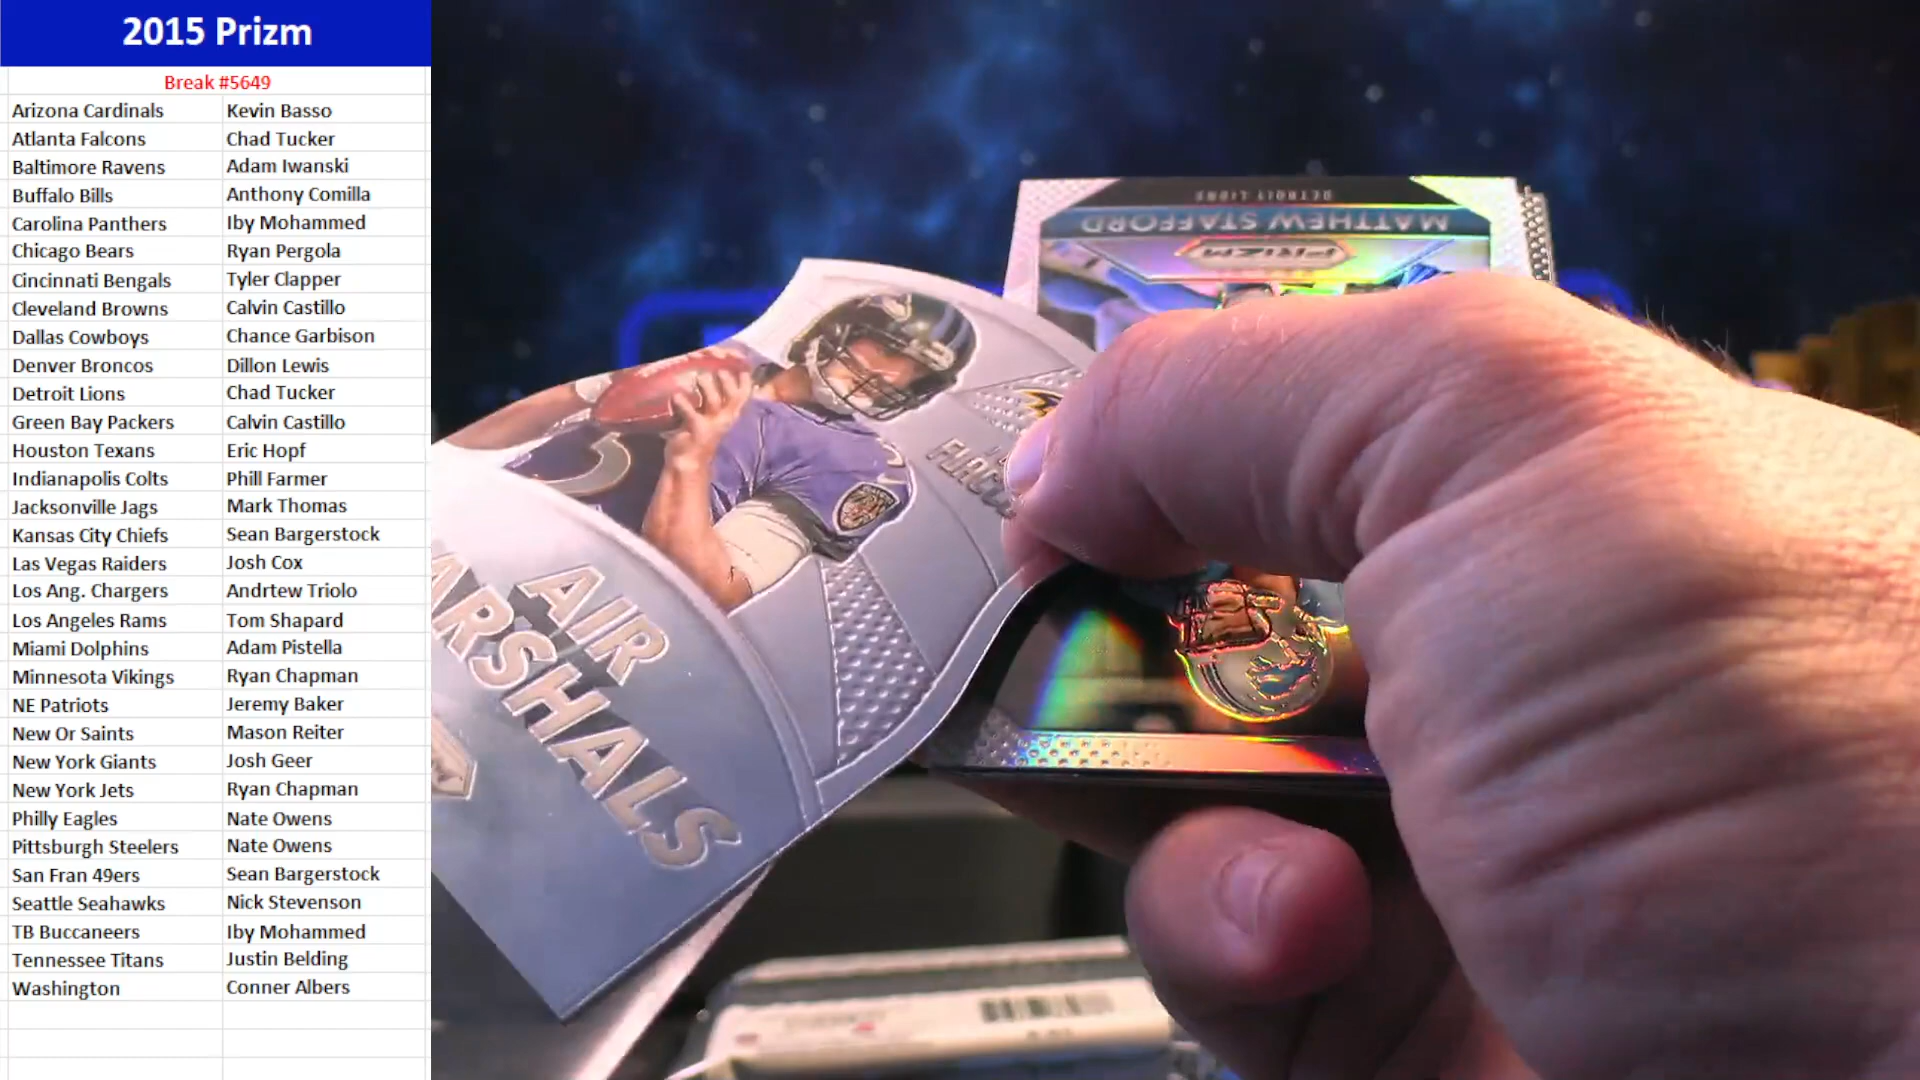 2015 Prizm
Break #5649
Arizona Cardinals Kevin Basso
Atlanta Falcons Chad Tucker
Baltimore Ravens Adam Iwanski
Buffalo Bills Anthony Comilla
Carolina Panthers Iby Mohammed
Chicago Bears Ryan Pergola
Cincinnati Bengals Tyler Clapper
Cleveland Browns Calvin Castillo
Dallas Cowboys Chance Garbison
Denver Broncos Dillon Lewis
Detroit Lions Chad Tucker
Green Bay Packers Calvin Castillo
Houston Texans Eric Hopf
Indianapolis Colts Phill Farmer
Jacksonville Jags Mark Thomas
Kansas City Chiefs Sean Bargerstock
Las Vegas Raiders Josh Cox
Los Ang. Chargers Andrtew Triolo
Los Angeles Rams Tom Shapard
Miami Dolphins Adam Pistella
Minnesota Vikings Ryan Chapman
NE Patriots Jeremy Baker
New Or Saints Mason Reiter
New York Giants Josh Geer
New York Jets Ryan Chapman
Philly Eagles Nate Owens
Pittsburgh Steelers Nate Owens
San Fran 49ers Sean Bargerstock
Seattle Seahawks Nick Stevenson
TB Buccaneers Iby Mohammed
Tennessee Titans Justin Belding
Washington Conner Albers
DETROIT LIONS
MATTHEW STAFFORD
PRIZM
FLACC
AIR
ARSHALS